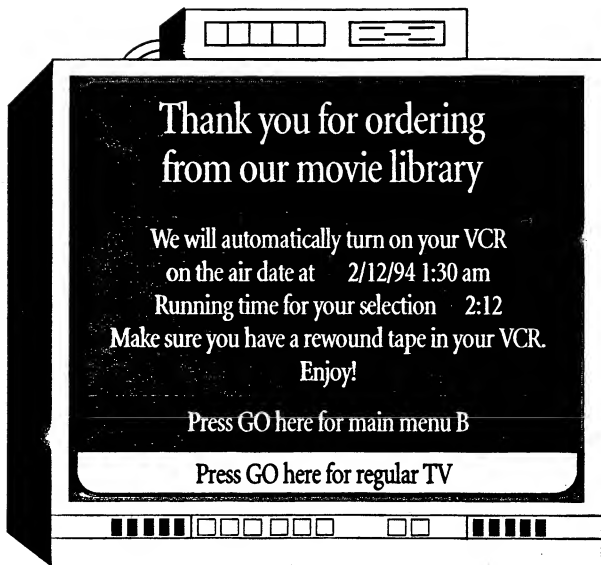 Thank you for ordering
from our movie library
We will automatically turn on your VCR
on the air date at 2/12/94 1:30 am
Running time for your selection 2:12
Make sure you have a rewound tape in your VCR.
Enjoy!
Press GO here for main menu B
Press GO here for regular TV